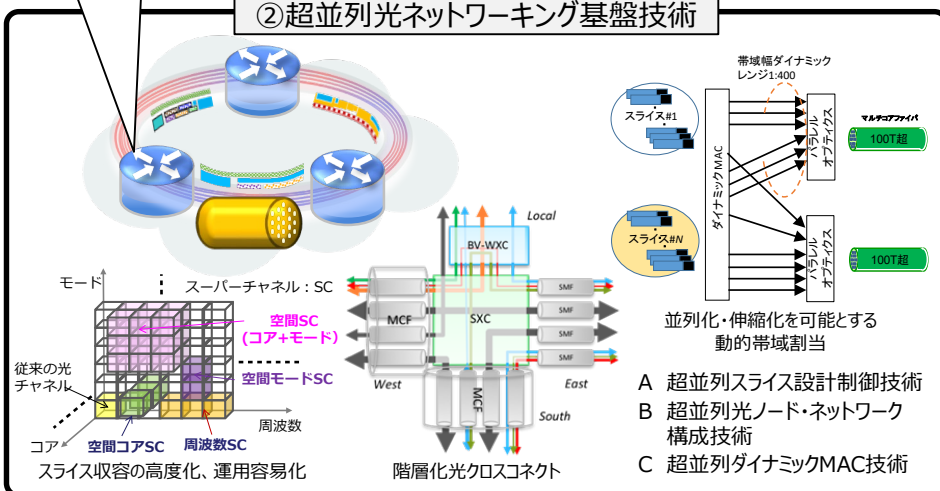 ②超並列光ネットワーキング基盤技術
モード
スーパーチャネル：SC
空間SC
(コア+モード)
従来の光
チャネル
空間モードSC
周波数
コア
空間コアSC
周波数SC
スライス収容の高度化、運用容易化
Local
BV-WXC
MCF
SXC
SMF
SMF
SMF
SMF
West
East
MCF
South
階層化光クロスコネクト
帯域幅ダイナミック
レンジ1:400
スライス#1
スライス#N
ダイナミックMAC
パラレル
オプティクス
パラレル
オプティクス
マルチコアファイバ
100T超
100T超
並列化・伸縮化を可能とする
動的帯域割当
A 超並列スライス設計制御技術
B 超並列光ノード・ネットワーク
構成技術
C 超並列ダイナミックMAC技術